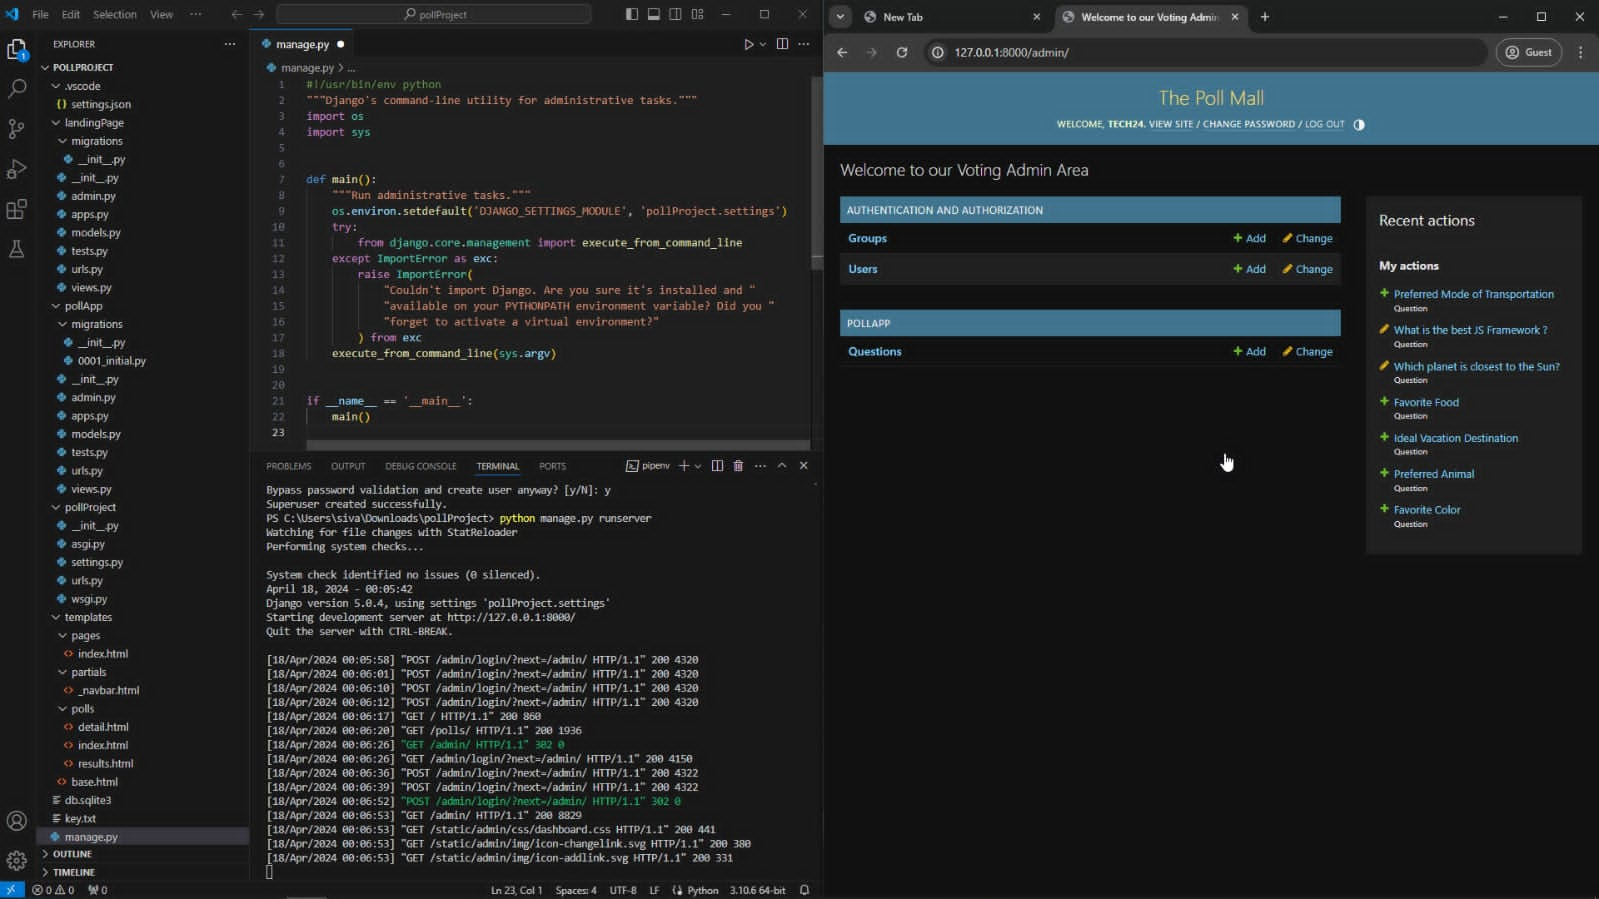 File Edit Selection View ···
pollProject
EXPLORER
POLLPROJECT
.vscode
settings.json
landingPage
migrations
__init__.py
__init__.py
admin.py
apps.py
models.py
tests.py
urls.py
views.py
pollApp
migrations
__init__.py
0001_initial.py
__init__.py
admin.py
apps.py
models.py
tests.py
urls.py
views.py
pollProject
__init__.py
asgi.py
settings.py
urls.py
wsgi.py
templates
pages
index.html
partials
_navbar.html
polls
detail.html
index.html
results.html
base.html
db.sqlite3
key.txt
manage.py
OUTLINE
TIMELINE
manage.py
manage.py > ...
1 #!/usr/bin/env python
2 """Django's command-line utility for administrative tasks."""
3 import os
4 import sys
5
6
7 def main():
8 """Run administrative tasks."""
9 os.environ.setdefault('DJANGO_SETTINGS_MODULE', 'pollProject.settings')
10 try:
11 from django.core.management import execute_from_command_line
12 except ImportError as exc:
13 raise ImportError(
14 "Couldn't import Django. Are you sure it's installed and "
15 "available on your PYTHONPATH environment variable? Did you "
16 "forget to activate a virtual environment?"
17 ) from exc
18 execute_from_command_line(sys.argv)
19
20
21 if __name__ == '__main__':
22 main()
23
PROBLEMS OUTPUT DEBUG CONSOLE TERMINAL PORTS pipenv
Bypass password validation and create user anyway? [y/N]: y
Superuser created successfully.
PS C:\Users\siva\Downloads\pollProject> python manage.py runserver
Watching for file changes with StatReloader
Performing system checks...
System check identified no issues (0 silenced).
April 18, 2024 - 00:05:42
Django version 5.0.4, using settings 'pollProject.settings'
Starting development server at http://127.0.0.1:8000/
Quit the server with CTRL-BREAK.
[18/Apr/2024 00:05:58] "POST /admin/login/?next=/admin/ HTTP/1.1" 200 4320
[18/Apr/2024 00:06:01] "POST /admin/login/?next=/admin/ HTTP/1.1" 200 4320
[18/Apr/2024 00:06:10] "POST /admin/login/?next=/admin/ HTTP/1.1" 200 4320
[18/Apr/2024 00:06:12] "POST /admin/login/?next=/admin/ HTTP/1.1" 200 4320
[18/Apr/2024 00:06:17] "GET / HTTP/1.1" 200 860
[18/Apr/2024 00:06:20] "GET /polls/ HTTP/1.1" 200 1936
[18/Apr/2024 00:06:26] "GET /admin/ HTTP/1.1" 302 0
[18/Apr/2024 00:06:26] "GET /admin/login/?next=/admin/ HTTP/1.1" 200 4150
[18/Apr/2024 00:06:36] "POST /admin/login/?next=/admin/ HTTP/1.1" 200 4322
[18/Apr/2024 00:06:39] "POST /admin/login/?next=/admin/ HTTP/1.1" 200 4322
[18/Apr/2024 00:06:52] "POST /admin/login/?next=/admin/ HTTP/1.1" 302 0
[18/Apr/2024 00:06:53] "GET /admin/ HTTP/1.1" 200 8829
[18/Apr/2024 00:06:53] "GET /static/admin/css/dashboard.css HTTP/1.1" 200 441
[18/Apr/2024 00:06:53] "GET /static/admin/img/icon-changelink.svg HTTP/1.1" 200 380
[18/Apr/2024 00:06:53] "GET /static/admin/img/icon-addlink.svg HTTP/1.1" 200 331
0 0 0 Ln 23, Col 1 Spaces: 4 UTF-8 LF Python 3.10.6 64-bit
New Tab
Welcome to our Voting Admin
127.0.0.1:8000/admin/ Guest
The Poll Mall
WELCOME, TECH24. VIEW SITE / CHANGE PASSWORD / LOG OUT
Welcome to our Voting Admin Area
AUTHENTICATION AND AUTHORIZATION
Groups Add Change
Users Add Change
POLLAPP
Questions Add Change
Recent actions
My actions
Preferred Mode of Transportation
Question
What is the best JS Framework ?
Question
Which planet is closest to the Sun?
Question
Favorite Food
Question
Ideal Vacation Destination
Question
Preferred Animal
Question
Favorite Color
Question